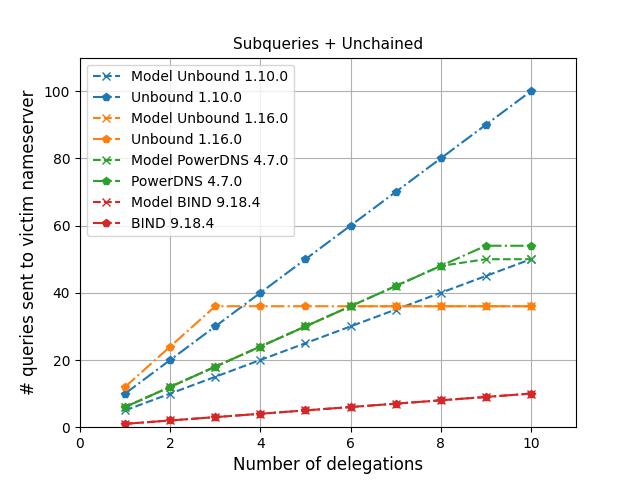 Subqueries + Unchained
# queries sent to victim nameserver
100
80
60
40
20
0
Model Unbound 1.10.0
Unbound 1.10.0
Model Unbound 1.16.0
Unbound 1.16.0
Model PowerDNS 4.7.0
PowerDNS 4.7.0
Model BIND 9.18.4
BIND 9.18.4
0 2 4 6 8 10
Number of delegations